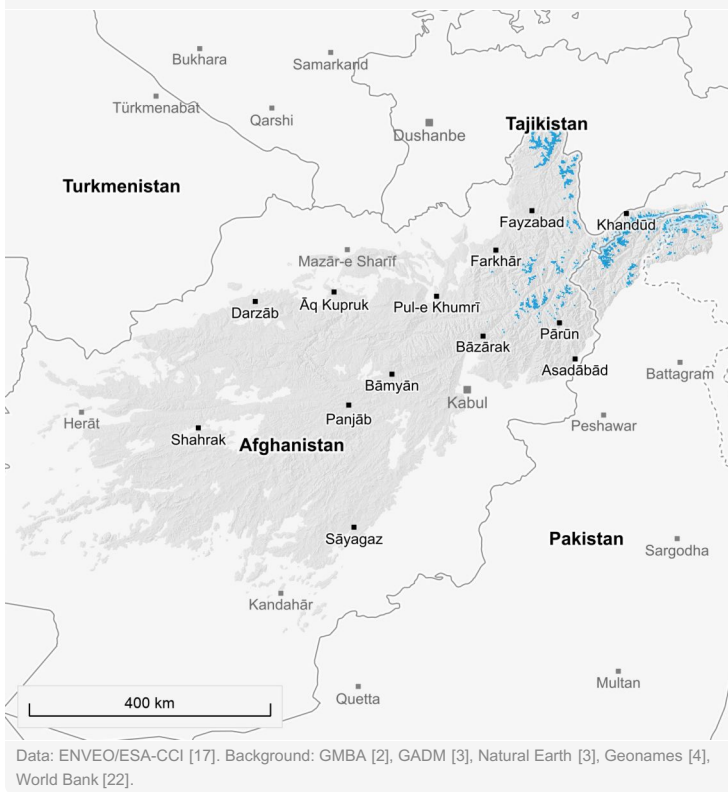 Bukhara
Samarkand
Türkmenabat
Qarshi
Dushanbe
Tajikistan
Turkmenistan
Fayzabad
Khandūd
Farkhār
Mazār-e Sharīf
Darzāb
Āq Kupruk
Pul-e Khumrī
Bāzārak
Pārūn
Asadābād
Battagram
Bāmyān
Kabul
Panjāb
Peshawar
Herāt
Shahrak
Afghanistan
Sāyagaz
Pakistan
Sargodha
Kandahār
Multan
Quetta
400 km
Data: ENVEO/ESA-CCI [17]. Background: GMBA [2], GADM [3], Natural Earth [3], Geonames [4],
World Bank [22].